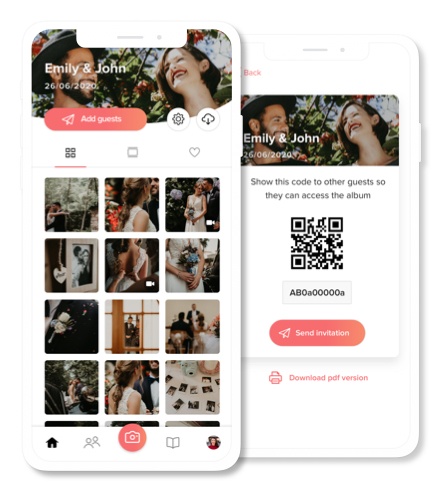 Emily & John
26/06/2020
Add guests
Back
Emily & John
26/06/2020
Show this code to other guests so
they can access the album
AB0a00000a
Send invitation
Download pdf version